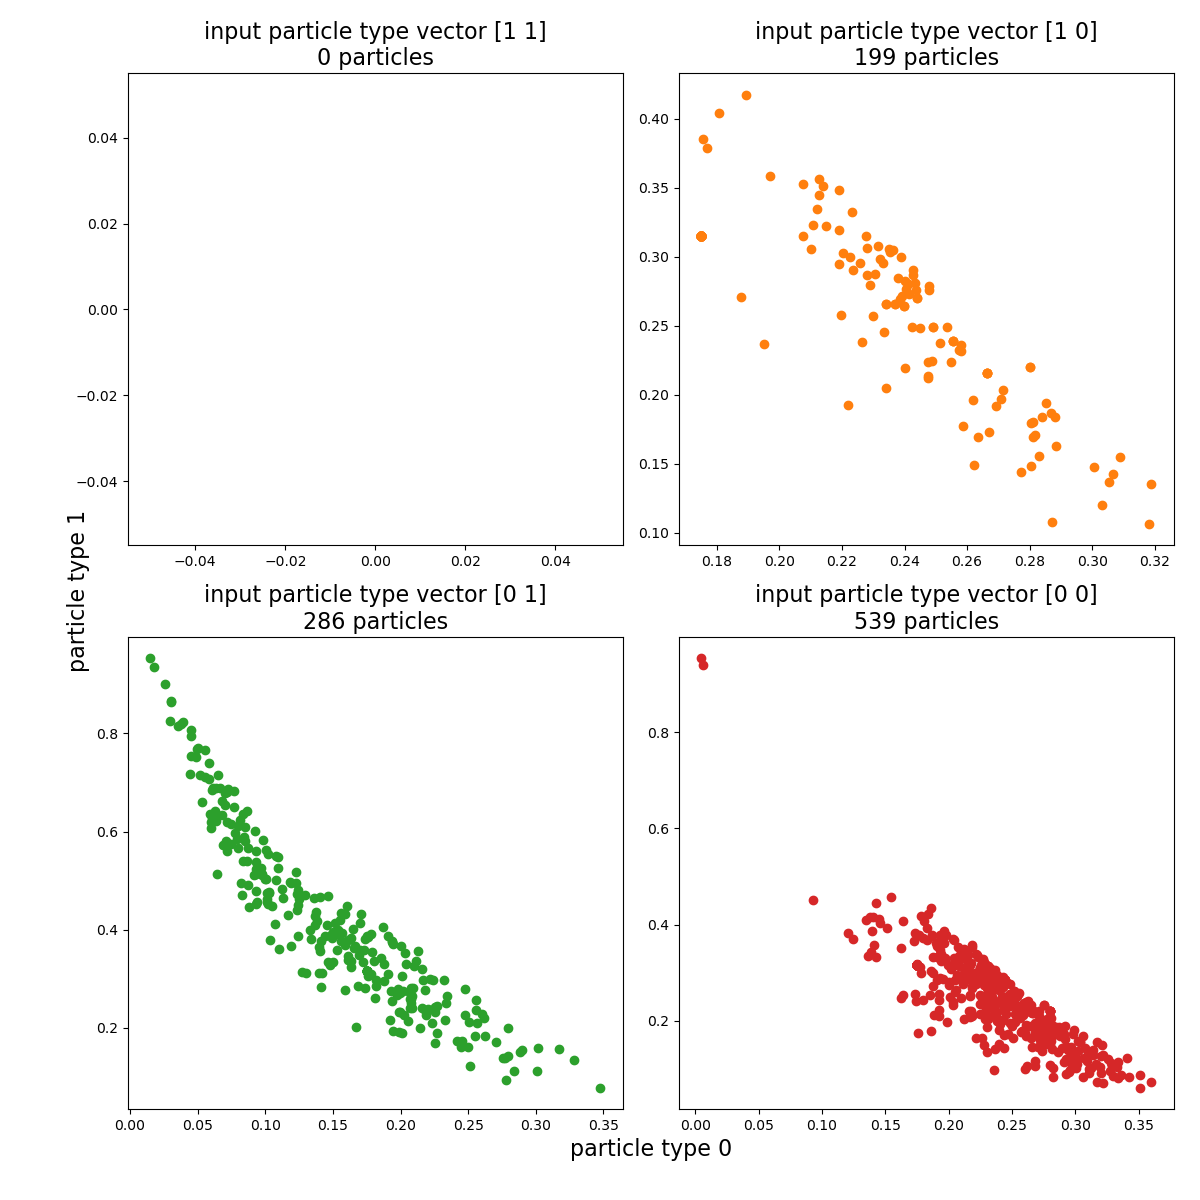 input particle type vector [1 1]
0 particles
0.04
0.02
0.00
−0.02
−0.04
−0.04 −0.02 0.00 0.02 0.04
input particle type vector [1 0]
199 particles
0.40
0.35
0.30
0.25
0.20
0.15
0.10
0.18 0.20 0.22 0.24 0.26 0.28 0.30 0.32
particle type 1
input particle type vector [0 1]
286 particles
0.8
0.6
0.4
0.2
0.00 0.05 0.10 0.15 0.20 0.25 0.30 0.35
input particle type vector [0 0]
539 particles
0.8
0.6
0.4
0.2
0.00 0.05 0.10 0.15 0.20 0.25 0.30 0.35
particle type 0